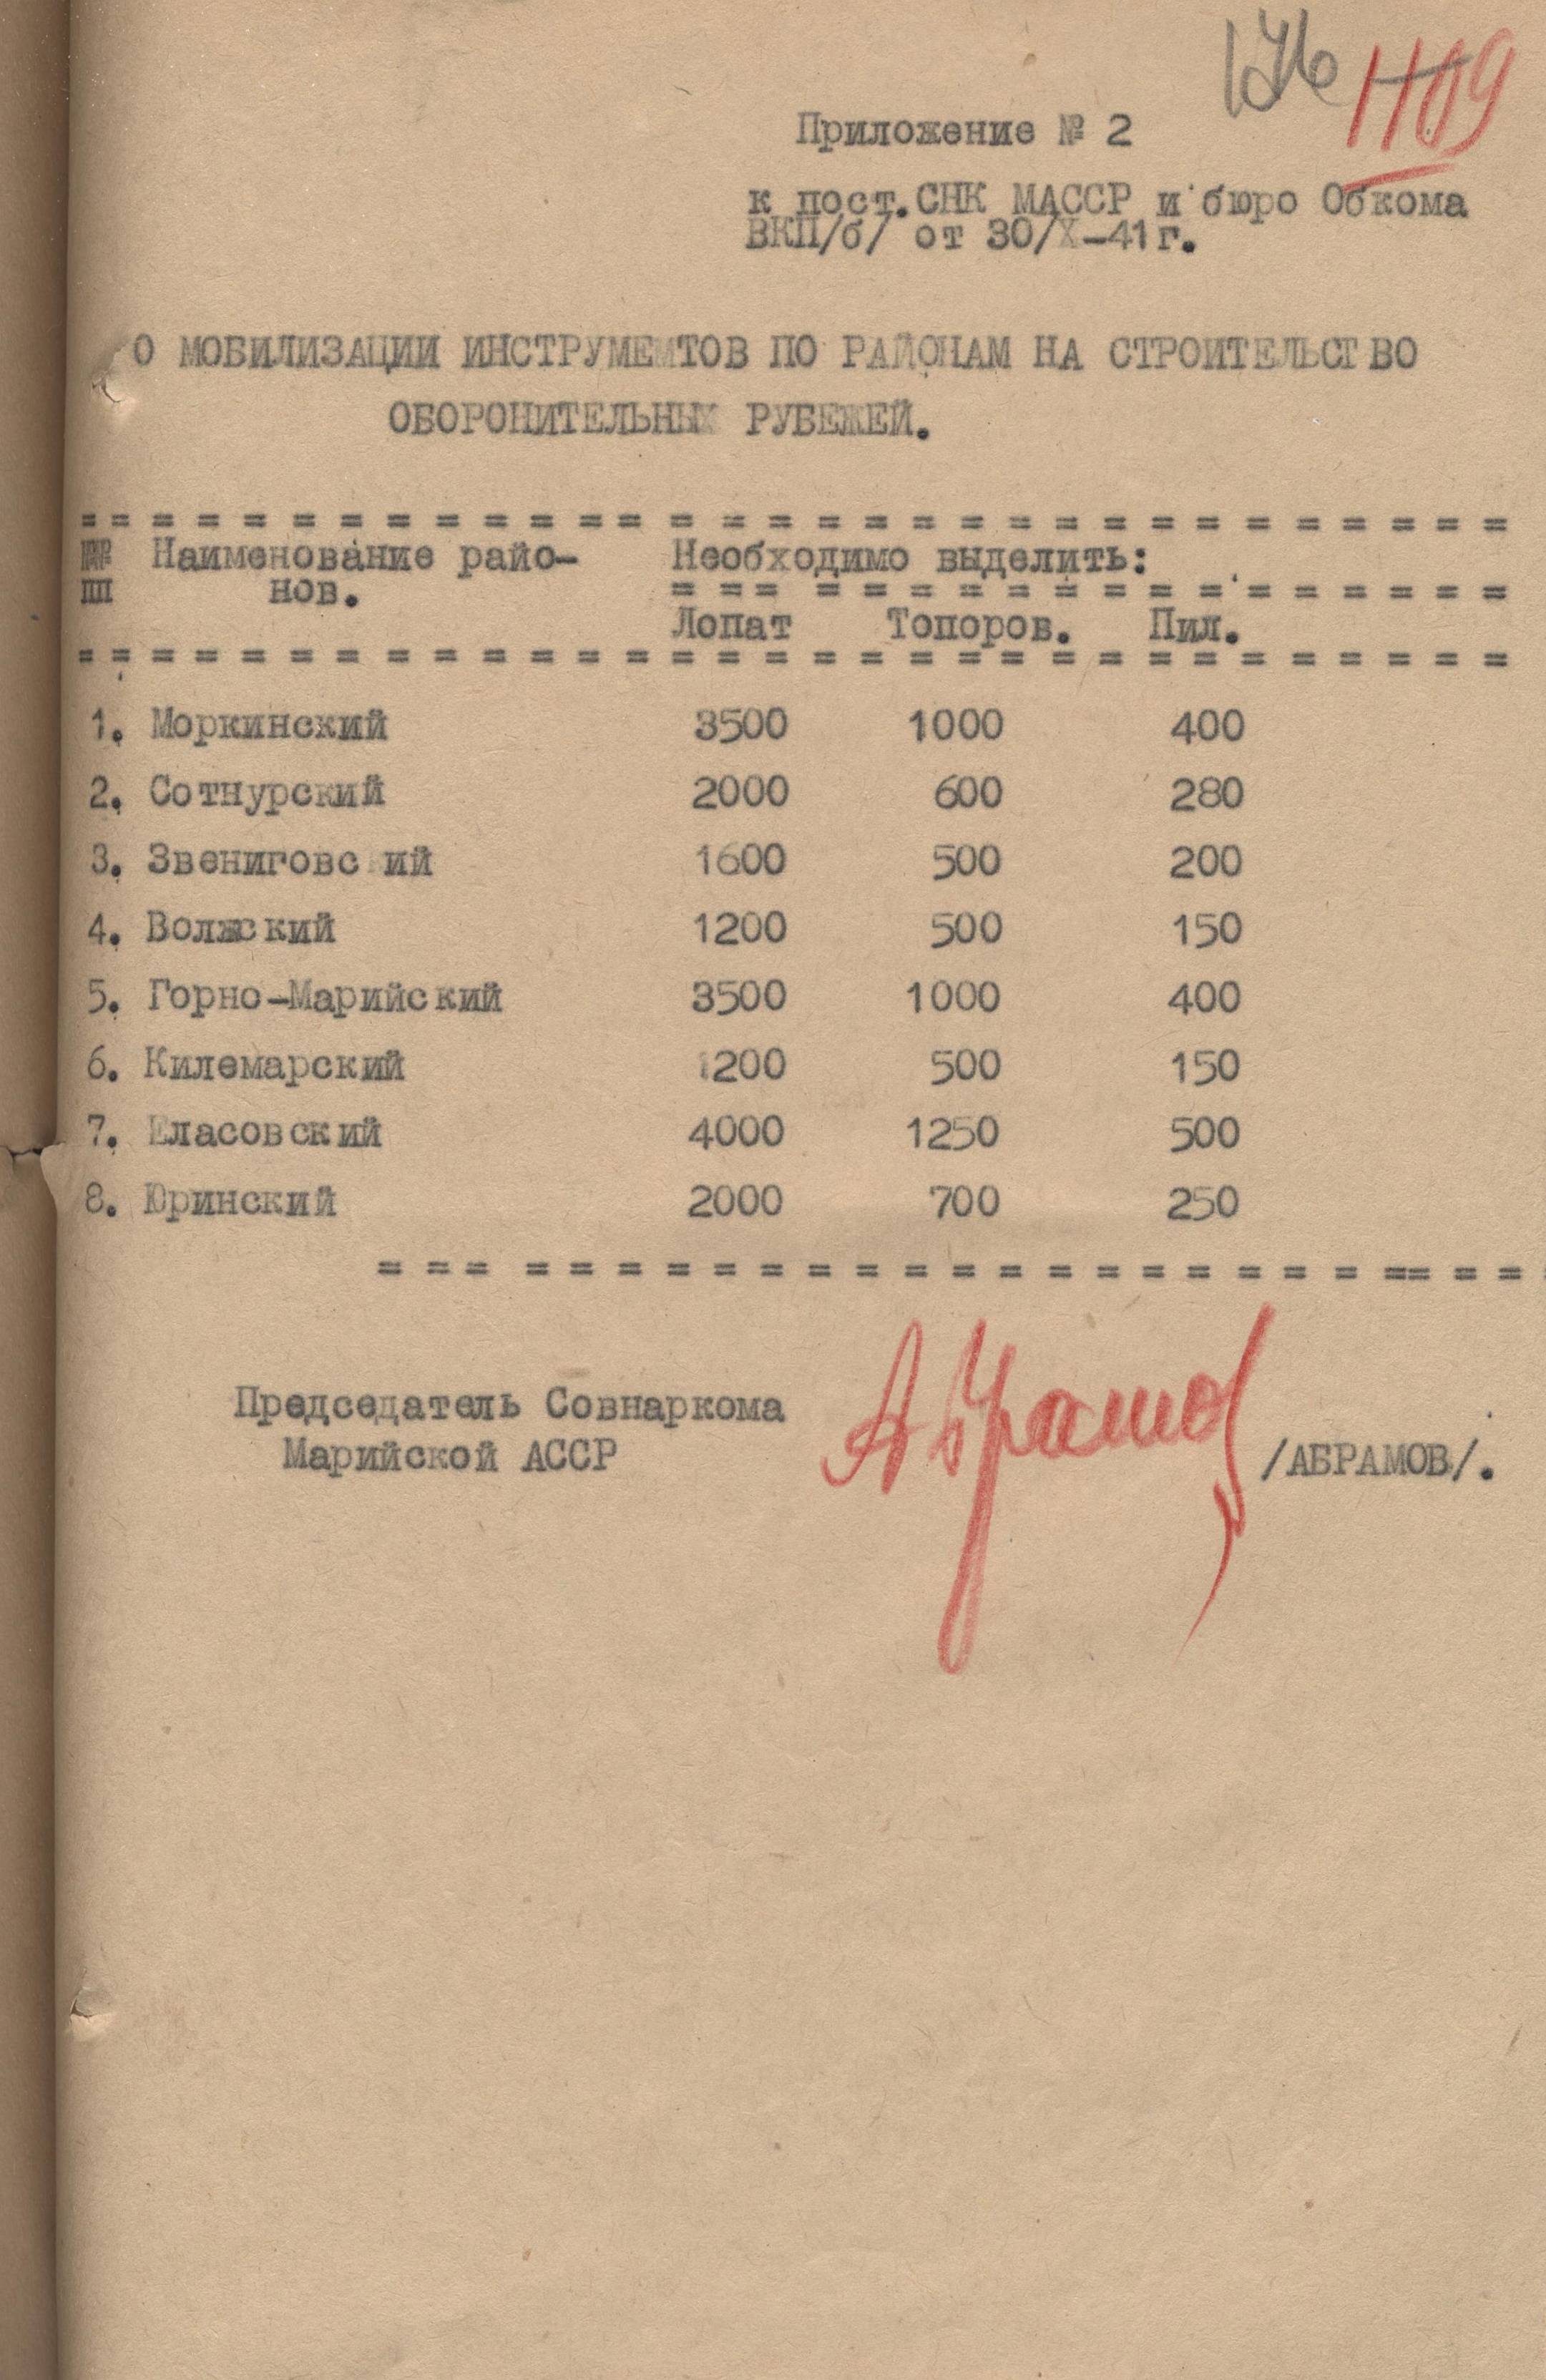 Приложение № 2
к пост.СНК МАССР и бюро Обкома
ВКП/б/ от 30/X-41г.
О МОБИЛИЗАЦИИ ИНСТРУМЕМТОВ ПО РАЙОНАМ НА СТРОИТЕЛЬСТВО
ОБОРОНИТЕЛЬНЫХ РУБЕЖЕЙ.
= = = = = = = = = = = = = = = = = = = = = = = = = = = = = = =
№№ Наименование райо- Необходимо выделить:
пп нов. = = = = = = = = = = = = = = = = = =
Лопат Топоров. Пил.
= = = = = = = = = = = = = = = = = = = = = = = = = = = = = = =
1. Моркинский 3500 1000 400
2. Сотнурский 2000 600 280
3. Звениговский 1600 500 200
4. Волжский 1200 500 150
5. Горно-Марийский 3500 1000 400
6. Килемарский 1200 500 150
7. Еласовский 4000 1250 500
8. Юринский 2000 700 250
= = = = = = = = = = = = = = = = = = = = = = == = = =
Председатель Совнаркома Абрамов
Марийской АССР /АБРАМОВ/.